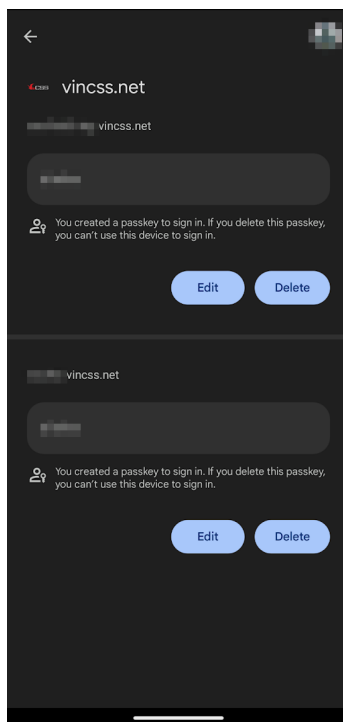 CSS vincss.net
vincss.net
You created a passkey to sign in. If you delete this passkey,
you can't use this device to sign in.
Edit Delete
vincss.net
You created a passkey to sign in. If you delete this passkey,
you can't use this device to sign in.
Edit Delete